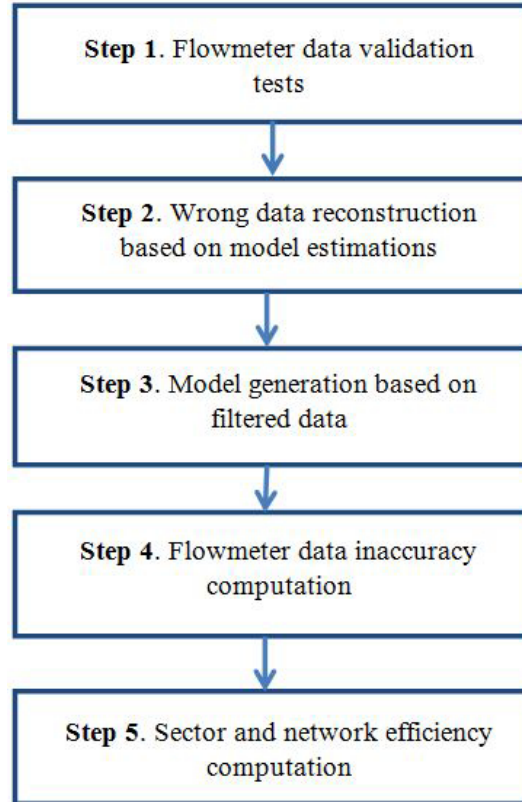 Step 1. Flowmeter data validation
tests
Step 2. Wrong data reconstruction
based on model estimations
Step 3. Model generation based on
filtered data
Step 4. Flowmeter data inaccuracy
computation
Step 5. Sector and network efficiency
computation